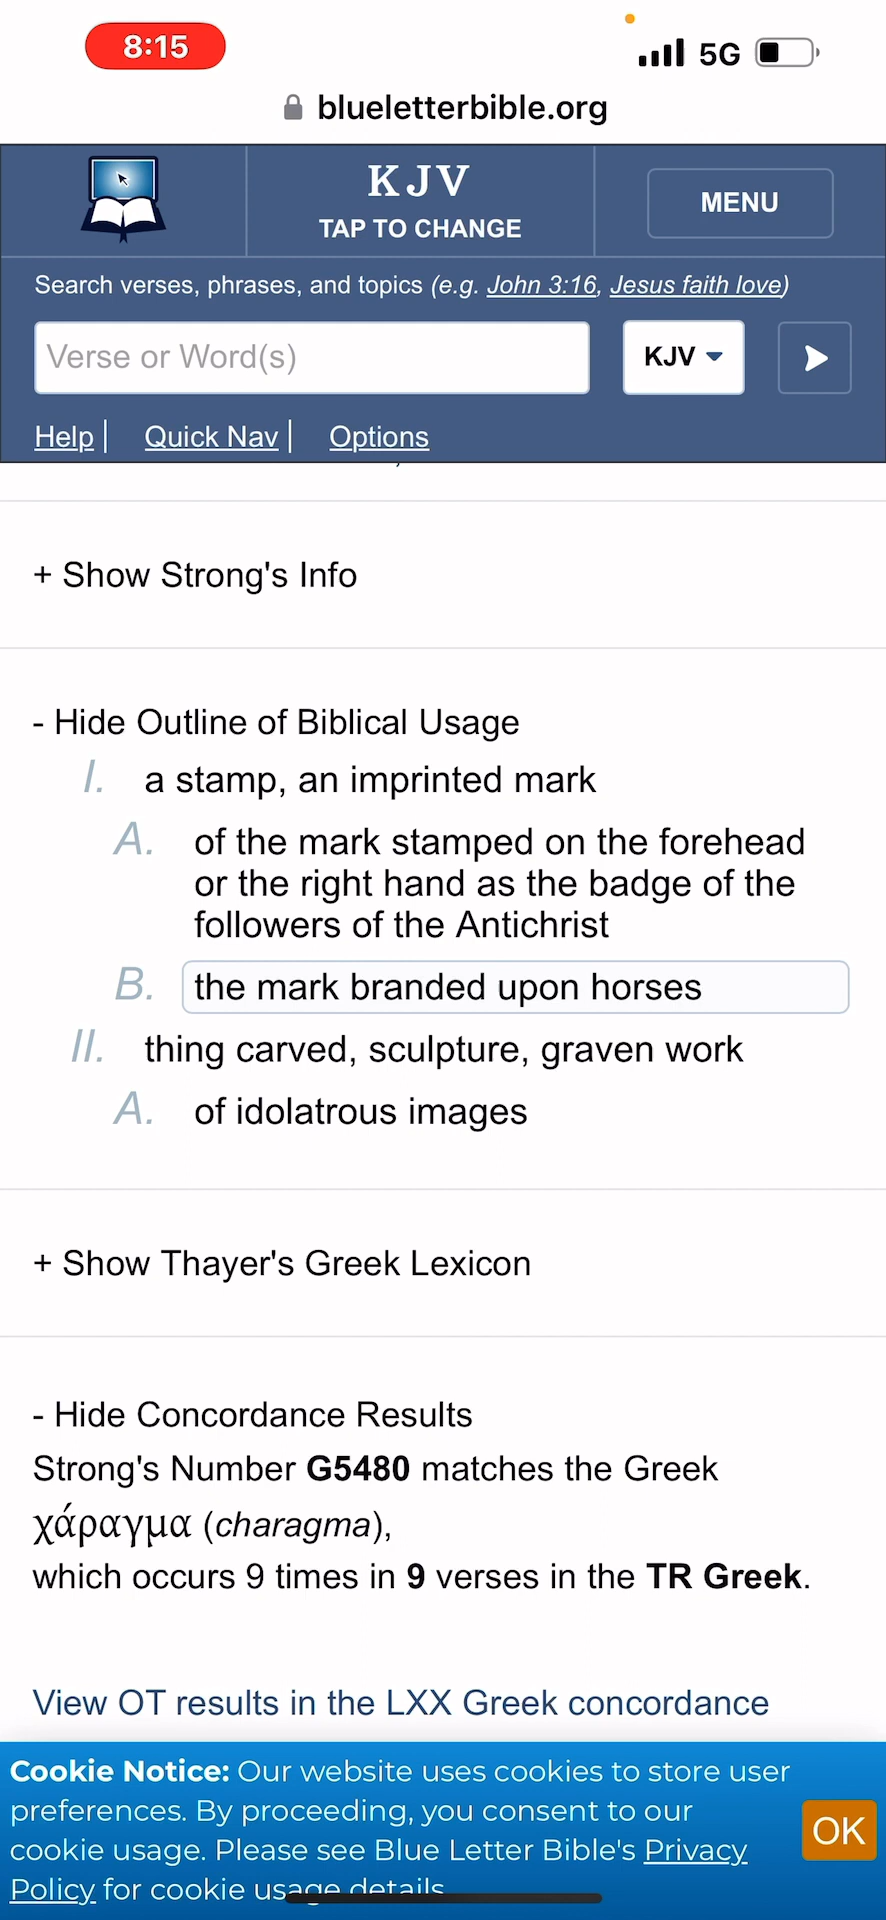 8:15
5G
blueletterbible.org
KJV
TAP TO CHANGE
MENU
Search verses, phrases, and topics (e.g. John 3:16, Jesus faith love)
Verse or Word(s)
KJV
Help | Quick Nav | Options
+ Show Strong's Info
- Hide Outline of Biblical Usage
I. a stamp, an imprinted mark
A. of the mark stamped on the forehead
or the right hand as the badge of the
followers of the Antichrist
B. the mark branded upon horses
II. thing carved, sculpture, graven work
A. of idolatrous images
+ Show Thayer's Greek Lexicon
- Hide Concordance Results
Strong's Number G5480 matches the Greek
χάραγμα (charagma),
which occurs 9 times in 9 verses in the TR Greek.
View OT results in the LXX Greek concordance
Cookie Notice: Our website uses cookies to store user
preferences. By proceeding, you consent to our
cookie usage. Please see Blue Letter Bible's Privacy
Policy for cookie usage details
OK